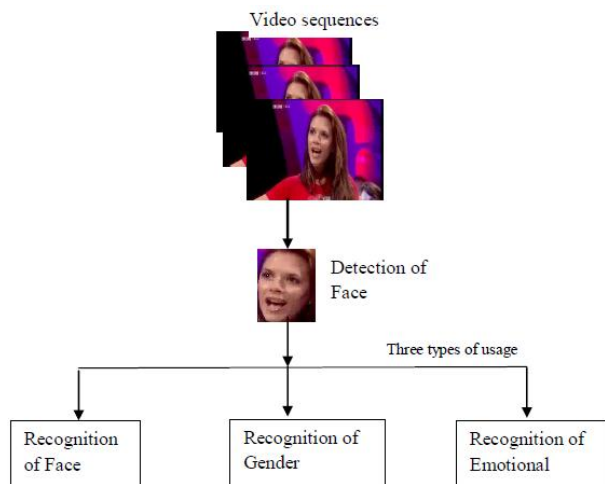 Video sequences
Detection of
Face
Three types of usage
Recognition
of Face
Recognition of
Gender
Recognition of
Emotional